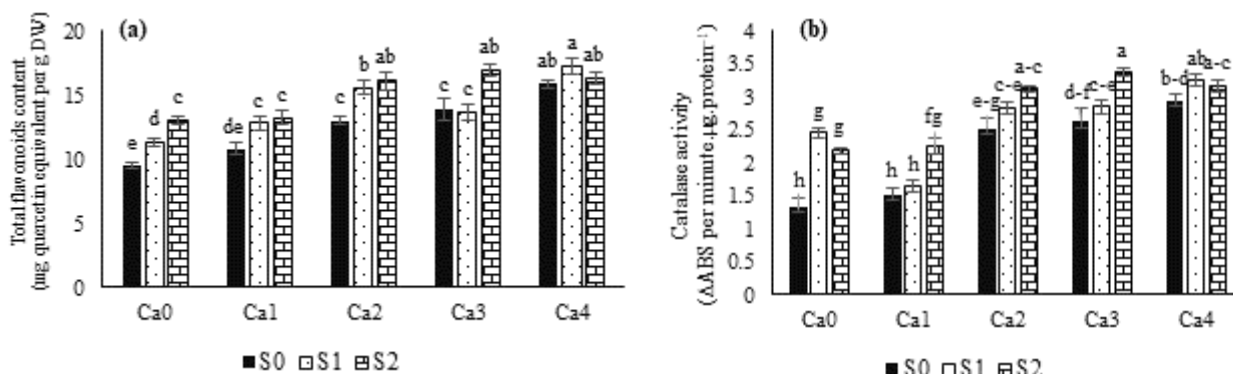 (a)
Total flavonoids content
(mg quercetin equivalent per g DW)
20
15
10
5
0
e d c
de c c
c b ab
c c ab
ab a ab
Ca0 Ca1 Ca2 Ca3 Ca4
S0 S1 S2
(b)
Catalase activity
(ΔABS per minute.µg.protein⁻¹)
4
3.5
3
2.5
2
1.5
1
0.5
0
h g g
h h fg
e-g c-e a-c
d-f c-e a
b-d ab a-c
Ca0 Ca1 Ca2 Ca3 Ca4
S0 S1 S2